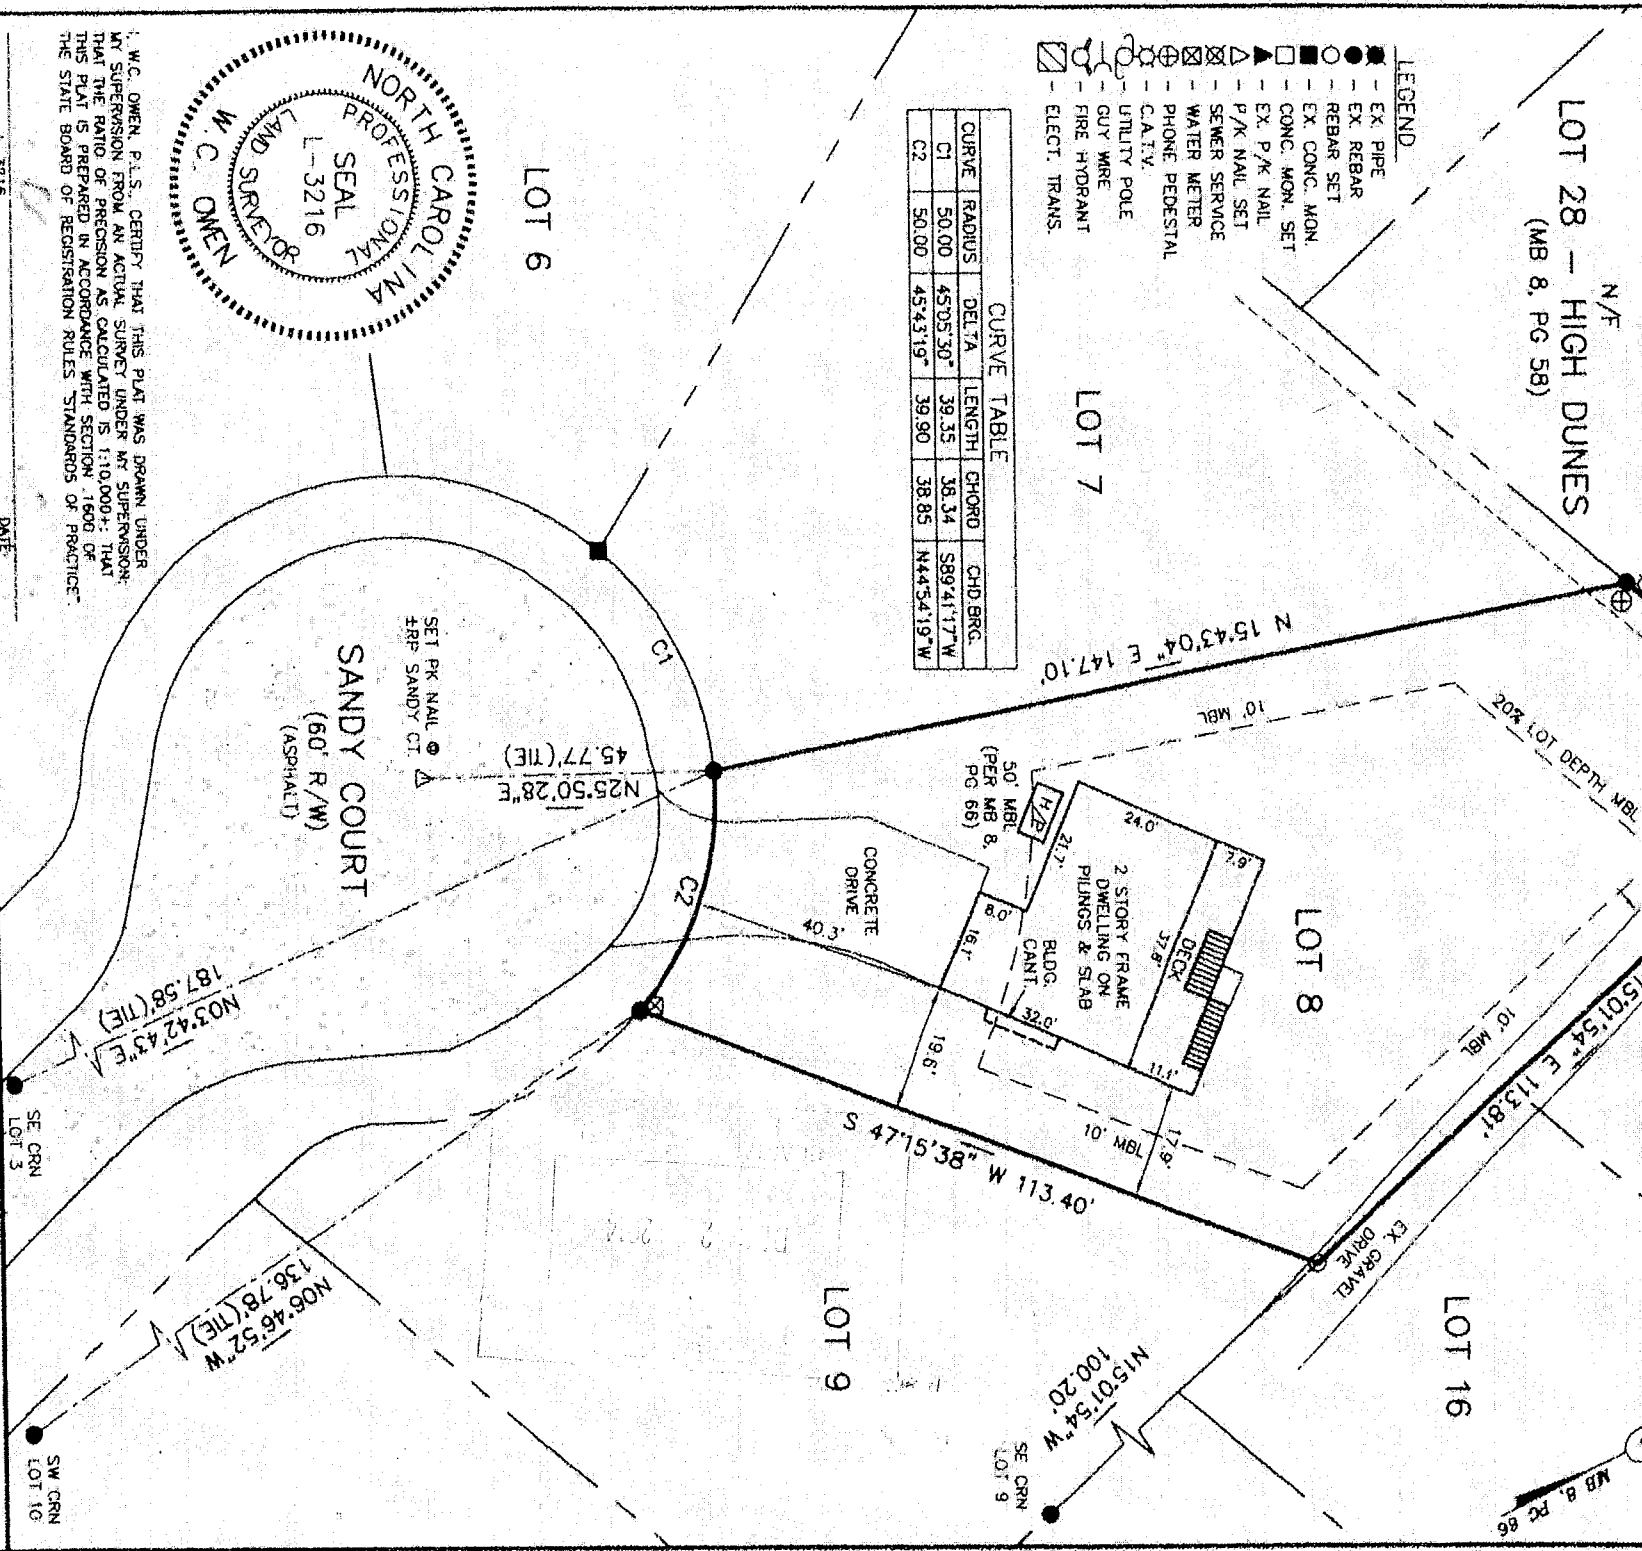 N/F
LOT 28 - HIGH DUNES
(MB 8, PG 58)
LEGEND
- EX. PIPE
- EX. REBAR
- REBAR SET
- EX. CONC. MON.
- CONC. MON. SET
- EX. P/K NAIL
- P/K NAIL SET
- SEWER SERVICE
- WATER METER
- PHONE PEDESTAL
- C.A.T.V.
- UTILITY POLE
- GUY WIRE
- FIRE HYDRANT
- ELECT. TRANS.
CURVE TABLE
CURVE RADIUS DELTA LENGTH CHORD CHD.BRG.
C1 50.00 45°05'30" 39.35 38.34 S89°41'17"W
C2 50.00 45°43'19" 39.90 38.85 N44°54'19"W
LOT 7
LOT 6
NORTH CAROLINA
PROFESSIONAL
SEAL
L-3216
LAND SURVEYOR
W.C. OWEN
I, W.C. OWEN, P.L.S., CERTIFY THAT THIS PLAT WAS DRAWN UNDER
MY SUPERVISION FROM AN ACTUAL SURVEY UNDER MY SUPERVISION;
THAT THE RATIO OF PRECISION AS CALCULATED IS 1:10,000+; THAT
THIS PLAT IS PREPARED IN ACCORDANCE WITH SECTION .1600 OF
THE STATE BOARD OF REGISTRATION RULES "STANDARDS OF PRACTICE".
DATE:
N 15°43'04" E 147.10'
10' MBL
20% LOT DEPTH MBL
50' MBL
(PER MB 8,
PG 66)
H/P
24.0'
7.9'
21.7'
2 STORY FRAME
DWELLING ON
PILINGS & SLAB
37.8'
DECK
8.0'
16.1'
BLDG.
CANT.
32.0'
11.1'
LOT 8
10' MBL
15°01'54" E 113.81'
CONCRETE
DRIVE
40.3'
19.6'
17.9'
10' MBL
S 47°15'38" W 113.40'
C1
C2
SET PK NAIL @
±RP SANDY CT.
N25°50'28"E
45.77'(TIE)
SANDY COURT
(60' R/W)
(ASPHALT)
N03°42'43"E
187.58'(TIE)
SE CRN
LOT 3
N06°46'52"W
136.78'(TIE)
SW CRN
LOT 10
LOT 9
EX. GRAVEL
DRIVE
LOT 16
N15°01'54"W
100.20'
SE CRN
LOT 9
MB 8, PG 66